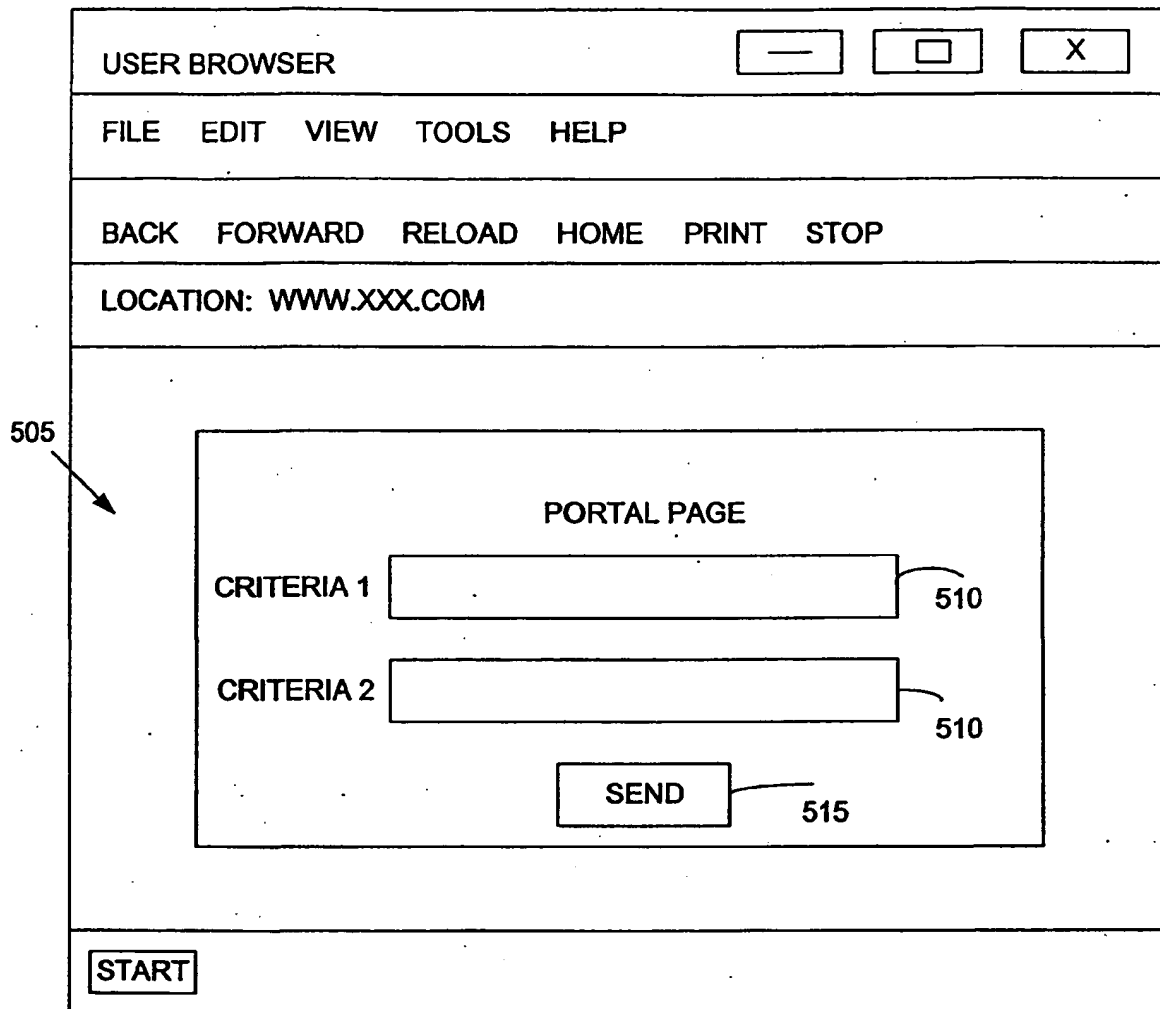 USER BROWSER — X
FILE EDIT VIEW TOOLS HELP
BACK FORWARD RELOAD HOME PRINT STOP
LOCATION: WWW.XXX.COM
505
PORTAL PAGE
CRITERIA 1
510
CRITERIA 2
510
SEND
515
START